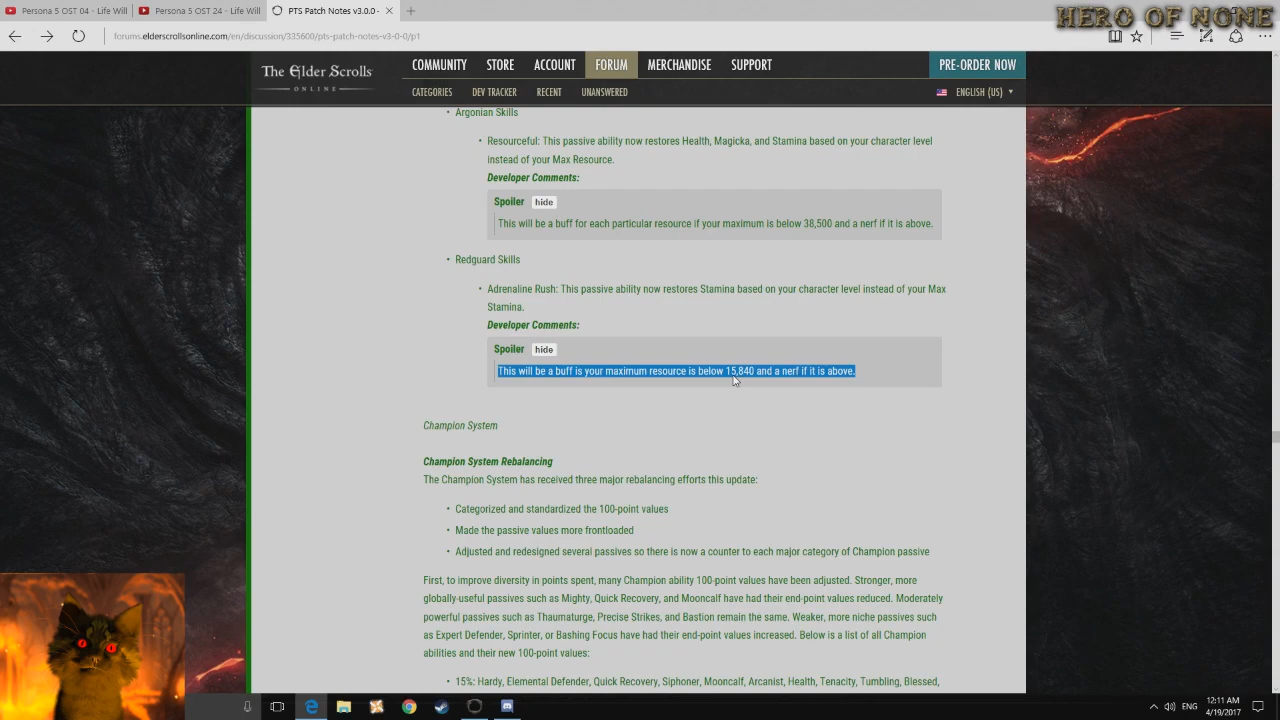 Persona 5 OST 04 - Life Will
Persona 5 OST 24 - Life Will
PTS Patch Notes v3.0.0 -
HERO OF NONE
forums.elderscrollsonline.com/en/discussion/335600/pts-patch-notes-v3-0-0/p1
The Elder Scrolls
ONLINE
COMMUNITY STORE ACCOUNT FORUM MERCHANDISE SUPPORT PRE-ORDER NOW
CATEGORIES DEV TRACKER RECENT UNANSWERED ENGLISH (US)
• Argonian Skills
• Resourceful: This passive ability now restores Health, Magicka, and Stamina based on your character level
instead of your Max Resource.
Developer Comments:
Spoiler hide
This will be a buff for each particular resource if your maximum is below 38,500 and a nerf if it is above.
• Redguard Skills
• Adrenaline Rush: This passive ability now restores Stamina based on your character level instead of your Max
Stamina.
Developer Comments:
Spoiler hide
This will be a buff is your maximum resource is below 15,840 and a nerf if it is above.
Champion System
Champion System Rebalancing
The Champion System has received three major rebalancing efforts this update:
• Categorized and standardized the 100-point values
• Made the passive values more frontloaded
• Adjusted and redesigned several passives so there is now a counter to each major category of Champion passive
First, to improve diversity in points spent, many Champion ability 100-point values have been adjusted. Stronger, more
globally-useful passives such as Mighty, Quick Recovery, and Mooncalf have had their end-point values reduced. Moderately
powerful passives such as Thaumaturge, Precise Strikes, and Bastion remain the same. Weaker, more niche passives such
as Expert Defender, Sprinter, or Bashing Focus have had their end-point values increased. Below is a list of all Champion
abilities and their new 100-point values:
• 15%: Hardy, Elemental Defender, Quick Recovery, Siphoner, Mooncalf, Arcanist, Health, Tenacity, Tumbling, Blessed,
ENG
12:11 AM
4/19/2017